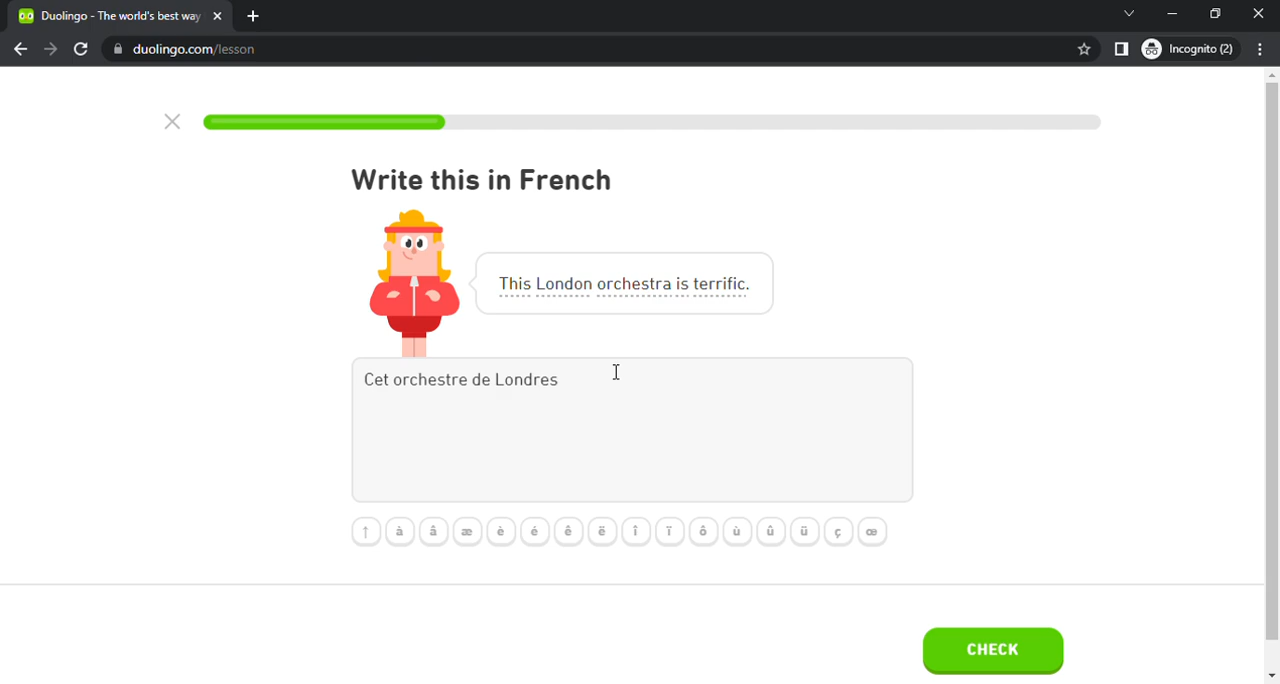 Duolingo - The world's best way
duolingo.com/lesson
Incognito (2)
Write this in French
This London orchestra is terrific.
Cet orchestre de Londres
↑ à â æ è é ê ë î ï ô ù û ü ç œ
CHECK